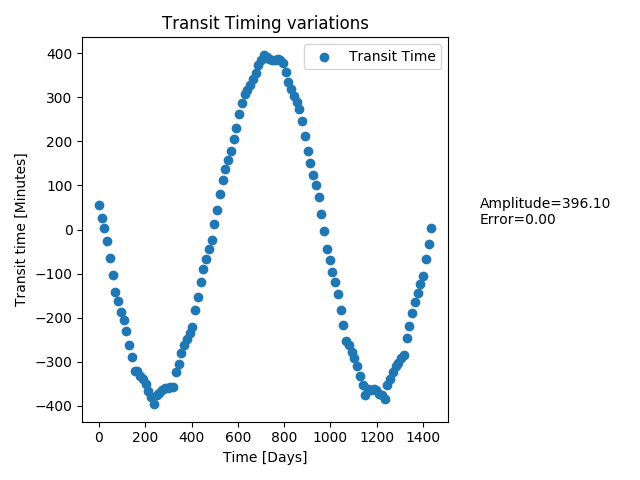 Transit Timing variations
Transit Time
400
300
200
100
0
−100
−200
−300
−400
Transit time [Minutes]
0 200 400 600 800 1000 1200 1400
Time [Days]
Amplitude=396.10
Error=0.00